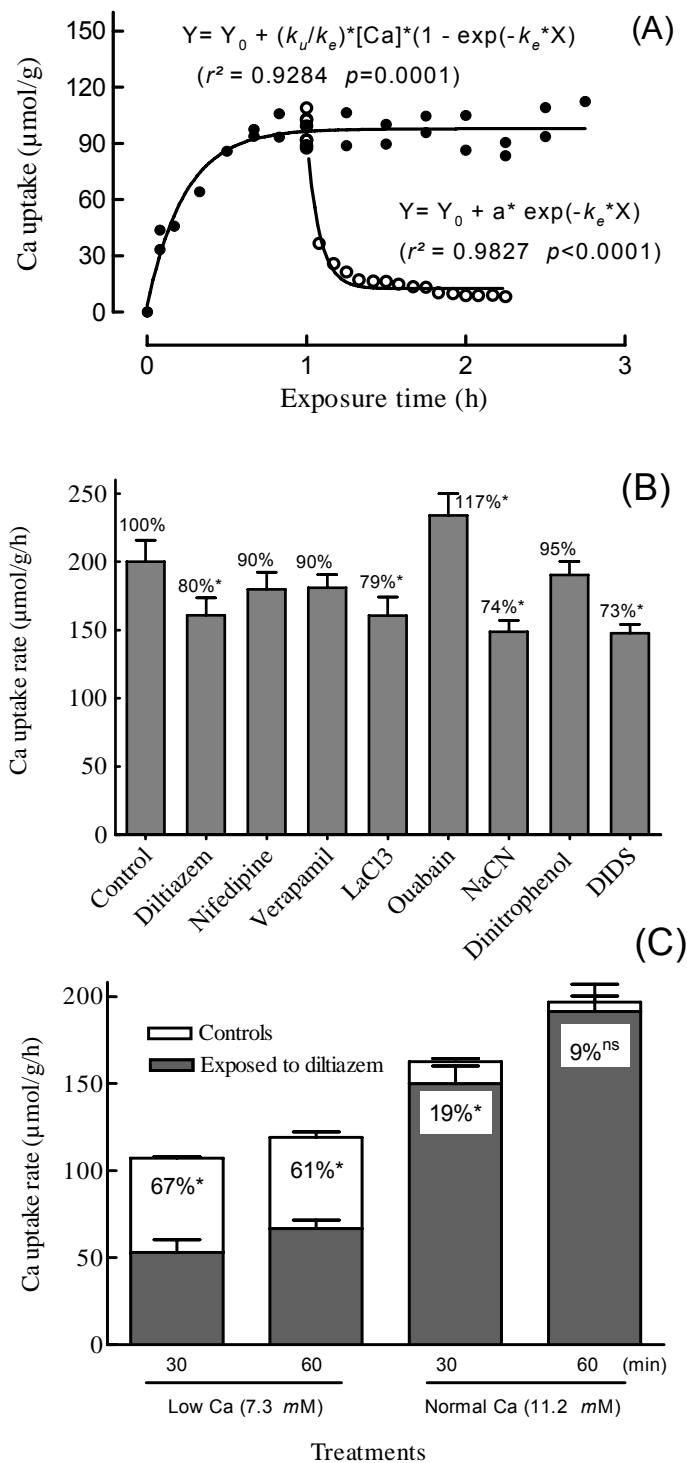 (A)
Y= Y₀ + (kᵤ/kₑ)*[Ca]*(1 - exp(-kₑ*X)
(r² = 0.9284 p=0.0001)
150
120
90
60
30
0
Ca uptake (μmol/g)
Y= Y₀ + a* exp(-kₑ*X)
(r² = 0.9827 p<0.0001)
0 1 2 3
Exposure time (h)
(B)
250
200
150
100
50
0
Ca uptake rate (μmol/g/h)
100%
80%*
90%
90%
79%*
117%*
74%*
95%
73%*
Control
Diltiazem
Nifedipine
Verapamil
LaCl3
Ouabain
NaCN
Dinitrophenol
DIDS
(C)
200
150
100
50
0
Ca uptake rate (μmol/g/h)
Controls
Exposed to diltiazem
67%*
61%*
19%*
9%ⁿˢ
30 60 30 60 (min)
Low Ca (7.3 mM) Normal Ca (11.2 mM)
Treatments